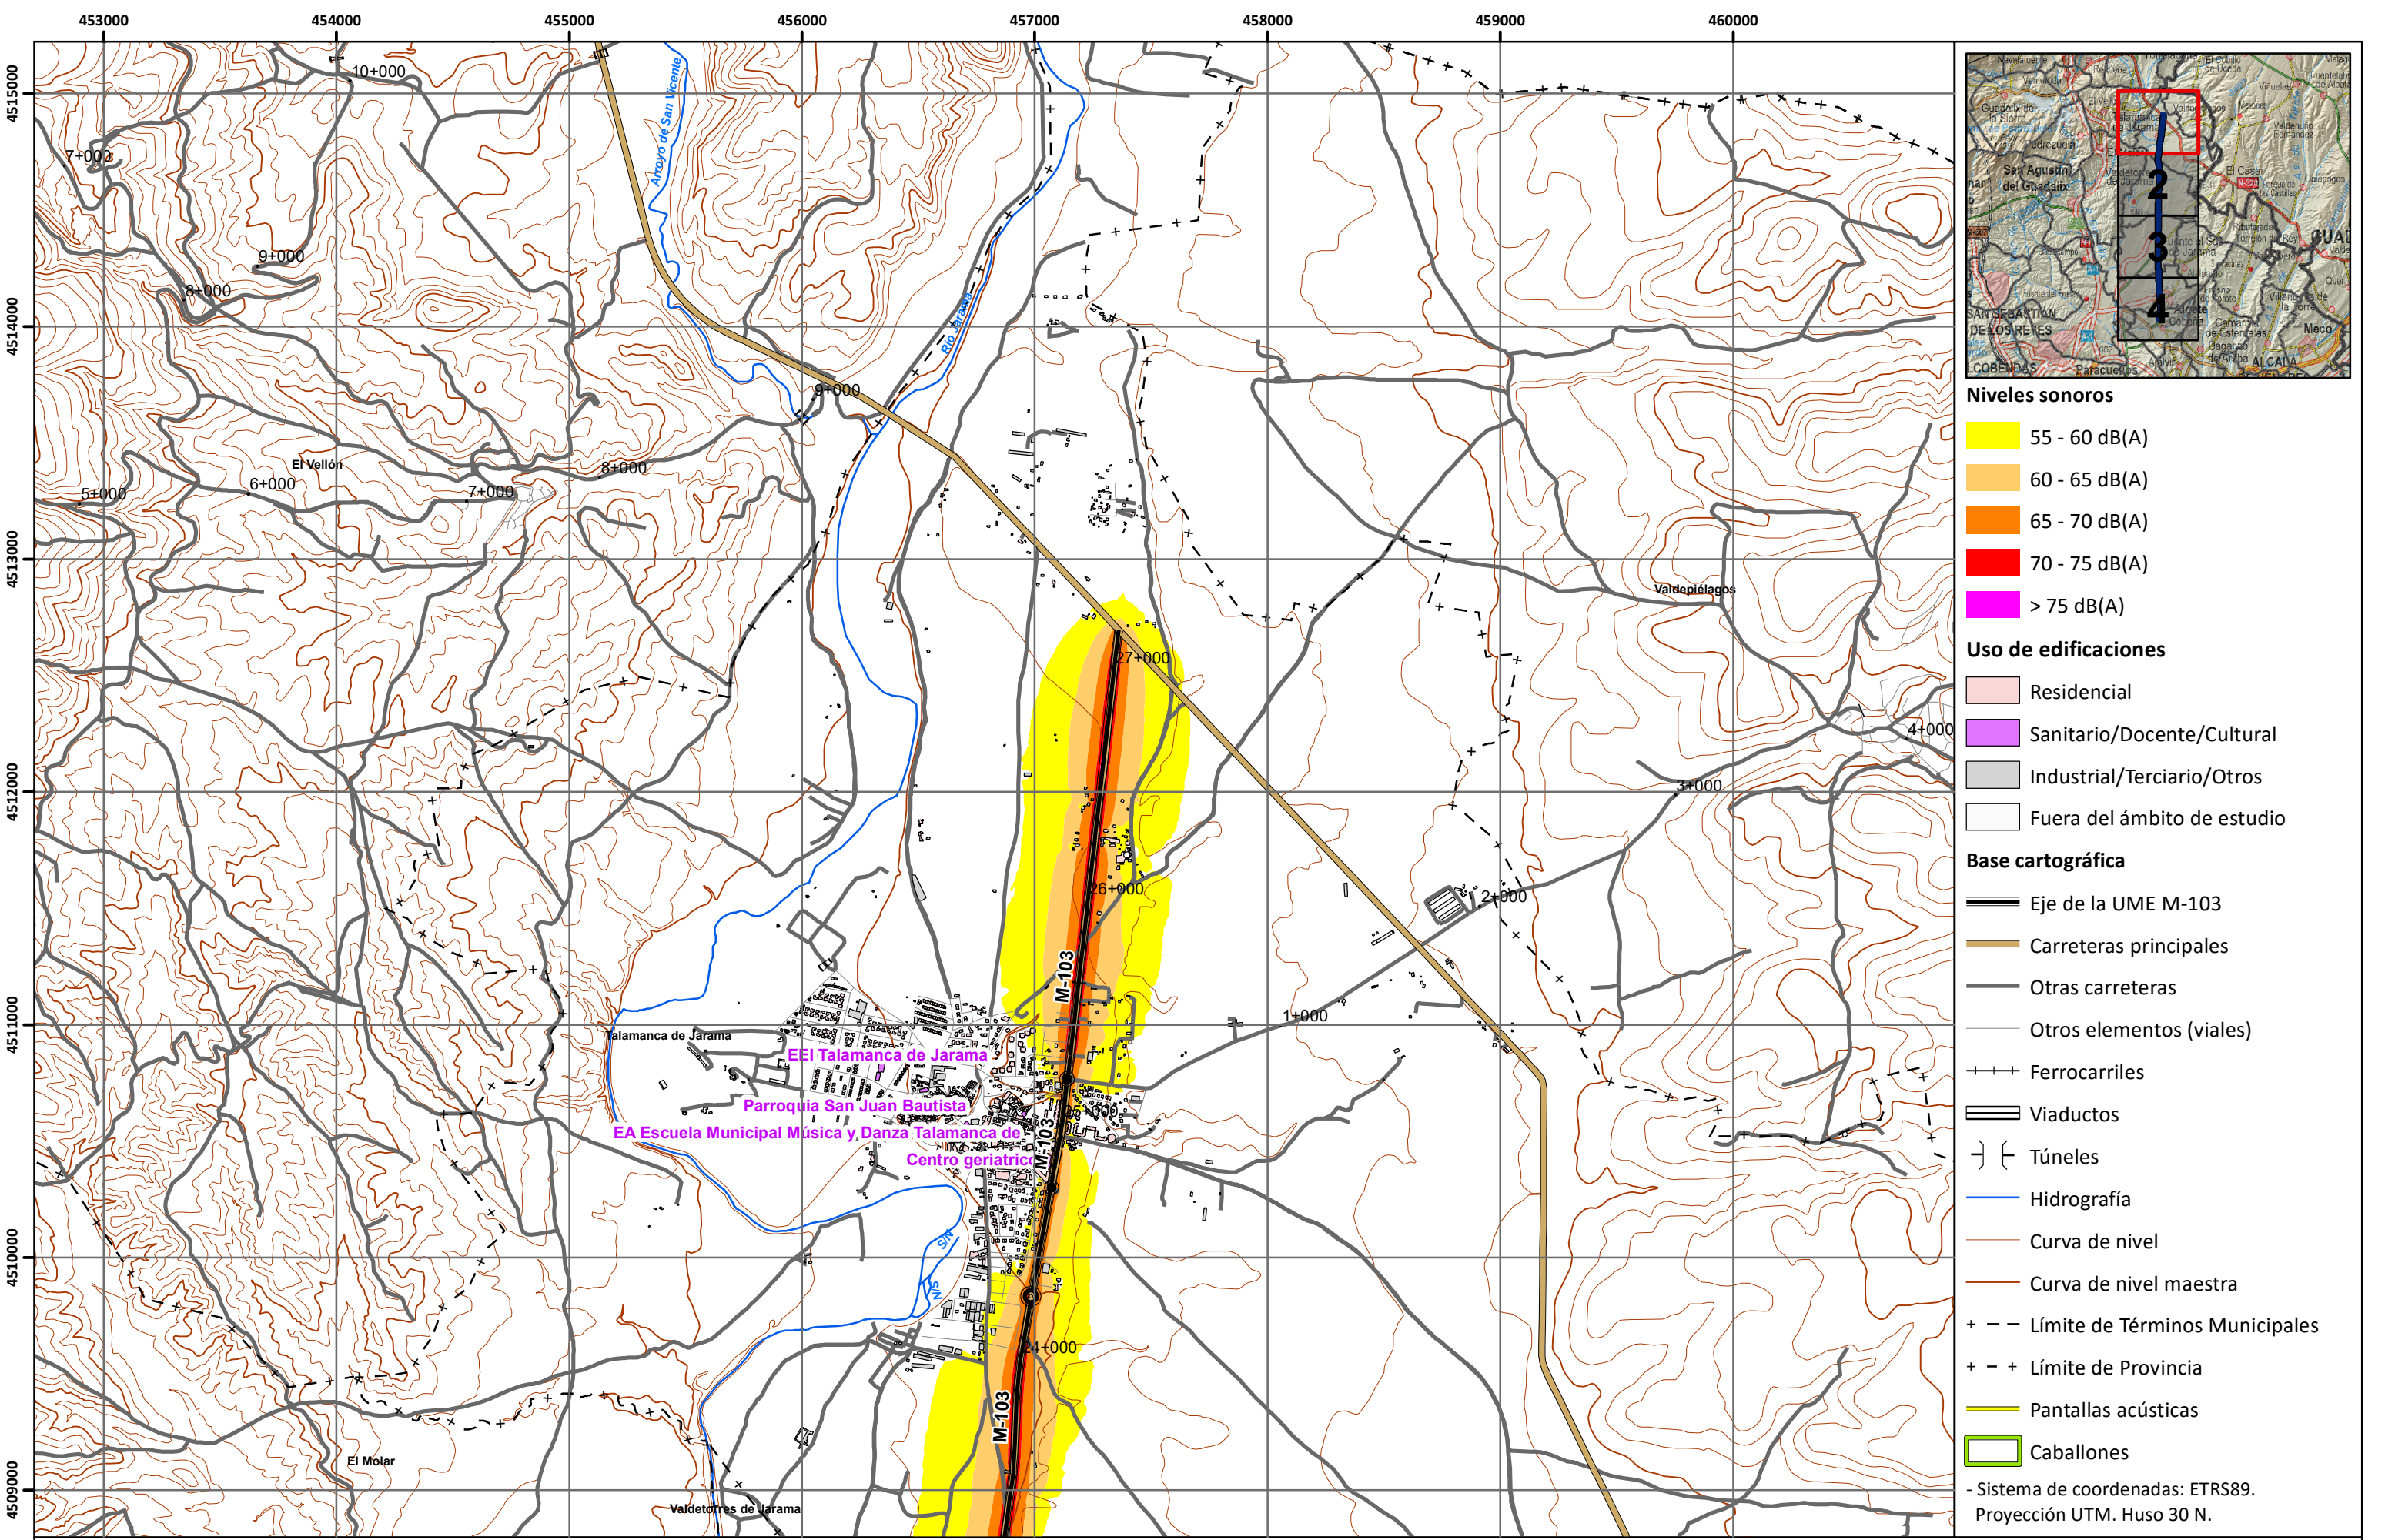 453000 454000 455000 456000 457000 458000 459000 460000
4515000
4514000
4513000
4512000
4511000
4510000
4509000
10+000
7+000
9+000
8+000
Arroyo de San Vicente
Río Jarama
9+000
El Vellón
8+000
5+000
6+000
7+000
Valdepiélagos
27+000
4+000
3+000
26+000
2+000
M-103
1+000
Talamanca de Jarama
EEI Talamanca de Jarama
Parroquia San Juan Bautista
EA Escuela Municipal Música y Danza Talamanca de
Centro geriatrico
M-103
S/N
S/N
24+000
M-103
El Molar
Valdetorres de Jarama
2
3
4
San Agustín
del Guadalix
El Casar
SAN SEBASTIÁN
DE LOS REYES
COBENDAS
Meco
ALCALÁ
Niveles sonoros
55 - 60 dB(A)
60 - 65 dB(A)
65 - 70 dB(A)
70 - 75 dB(A)
> 75 dB(A)
Uso de edificaciones
Residencial
Sanitario/Docente/Cultural
Industrial/Terciario/Otros
Fuera del ámbito de estudio
Base cartográfica
Eje de la UME M-103
Carreteras principales
Otras carreteras
Otros elementos (viales)
Ferrocarriles
Viaductos
Túneles
Hidrografía
Curva de nivel
Curva de nivel maestra
Límite de Términos Municipales
Límite de Provincia
Pantallas acústicas
Caballones
- Sistema de coordenadas: ETRS89.
Proyección UTM. Huso 30 N.